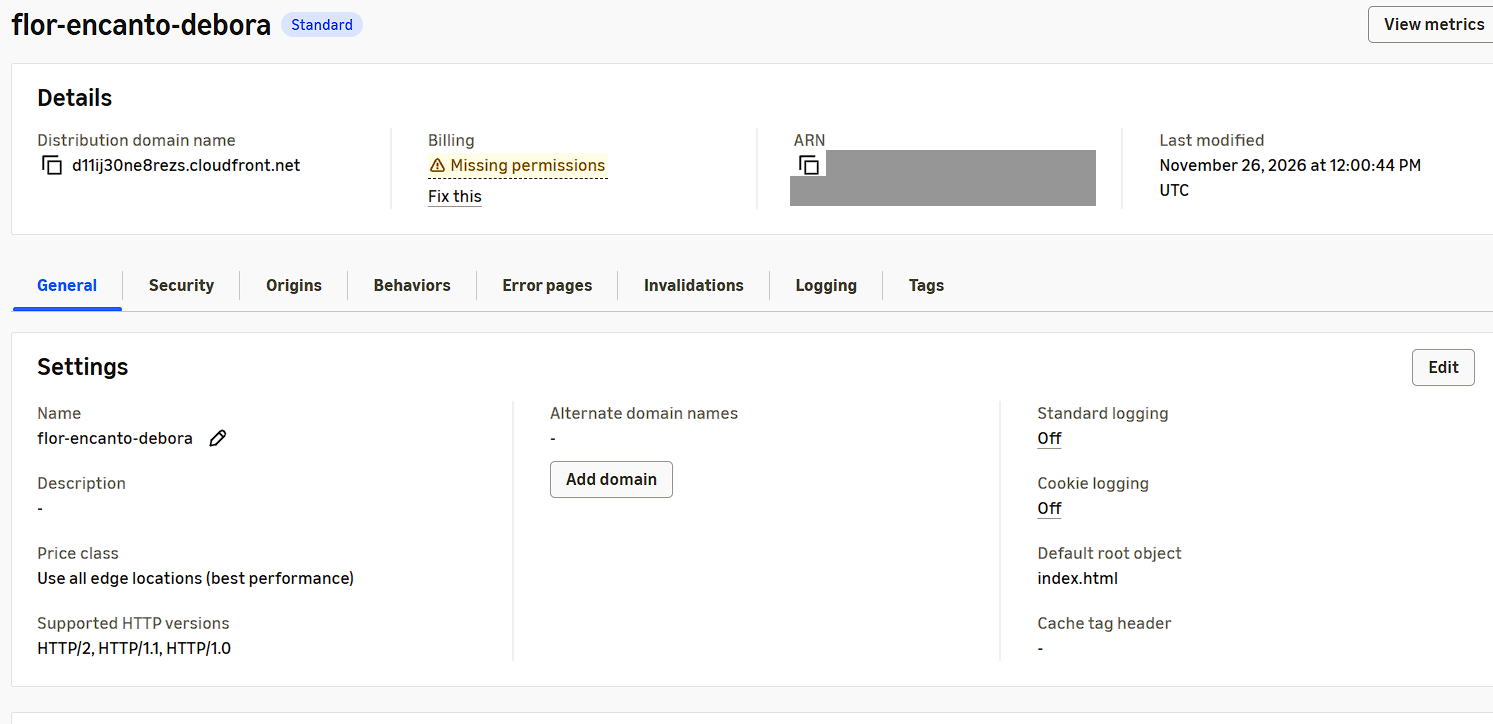 flor-encanto-debora Standard View metrics
Details
Distribution domain name
d11ij30ne8rezs.cloudfront.net
Billing
Missing permissions
Fix this
ARN
Last modified
November 26, 2026 at 12:00:44 PM
UTC
General Security Origins Behaviors Error pages Invalidations Logging Tags
Settings Edit
Name
flor-encanto-debora
Description
-
Price class
Use all edge locations (best performance)
Supported HTTP versions
HTTP/2, HTTP/1.1, HTTP/1.0
Alternate domain names
-
Add domain
Standard logging
Off
Cookie logging
Off
Default root object
index.html
Cache tag header
-